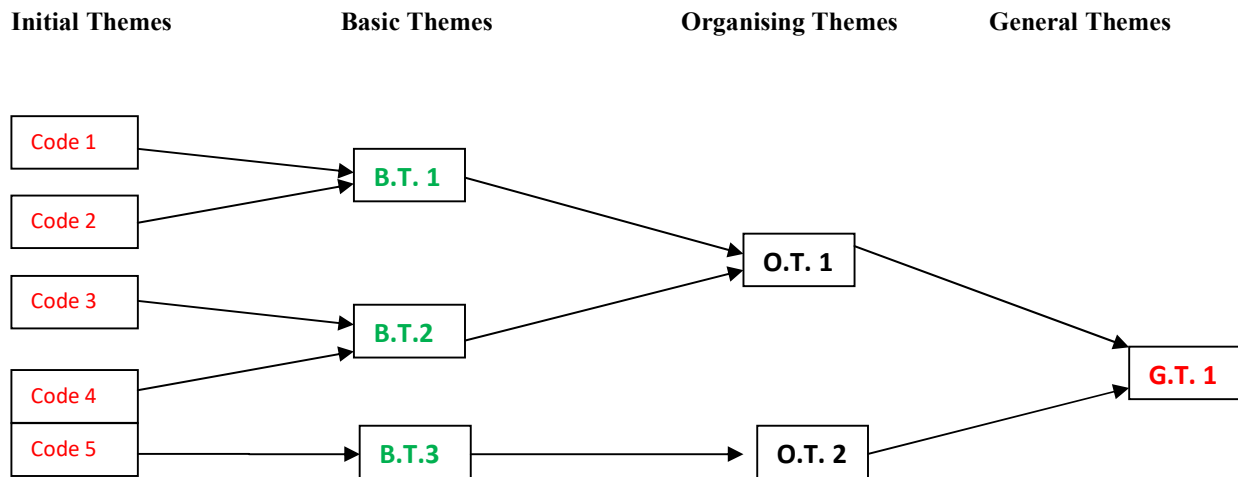 Initial Themes Basic Themes Organising Themes General Themes
Code 1
B.T. 1
Code 2
O.T. 1
Code 3
B.T.2
G.T. 1
Code 4
Code 5
B.T.3
O.T. 2